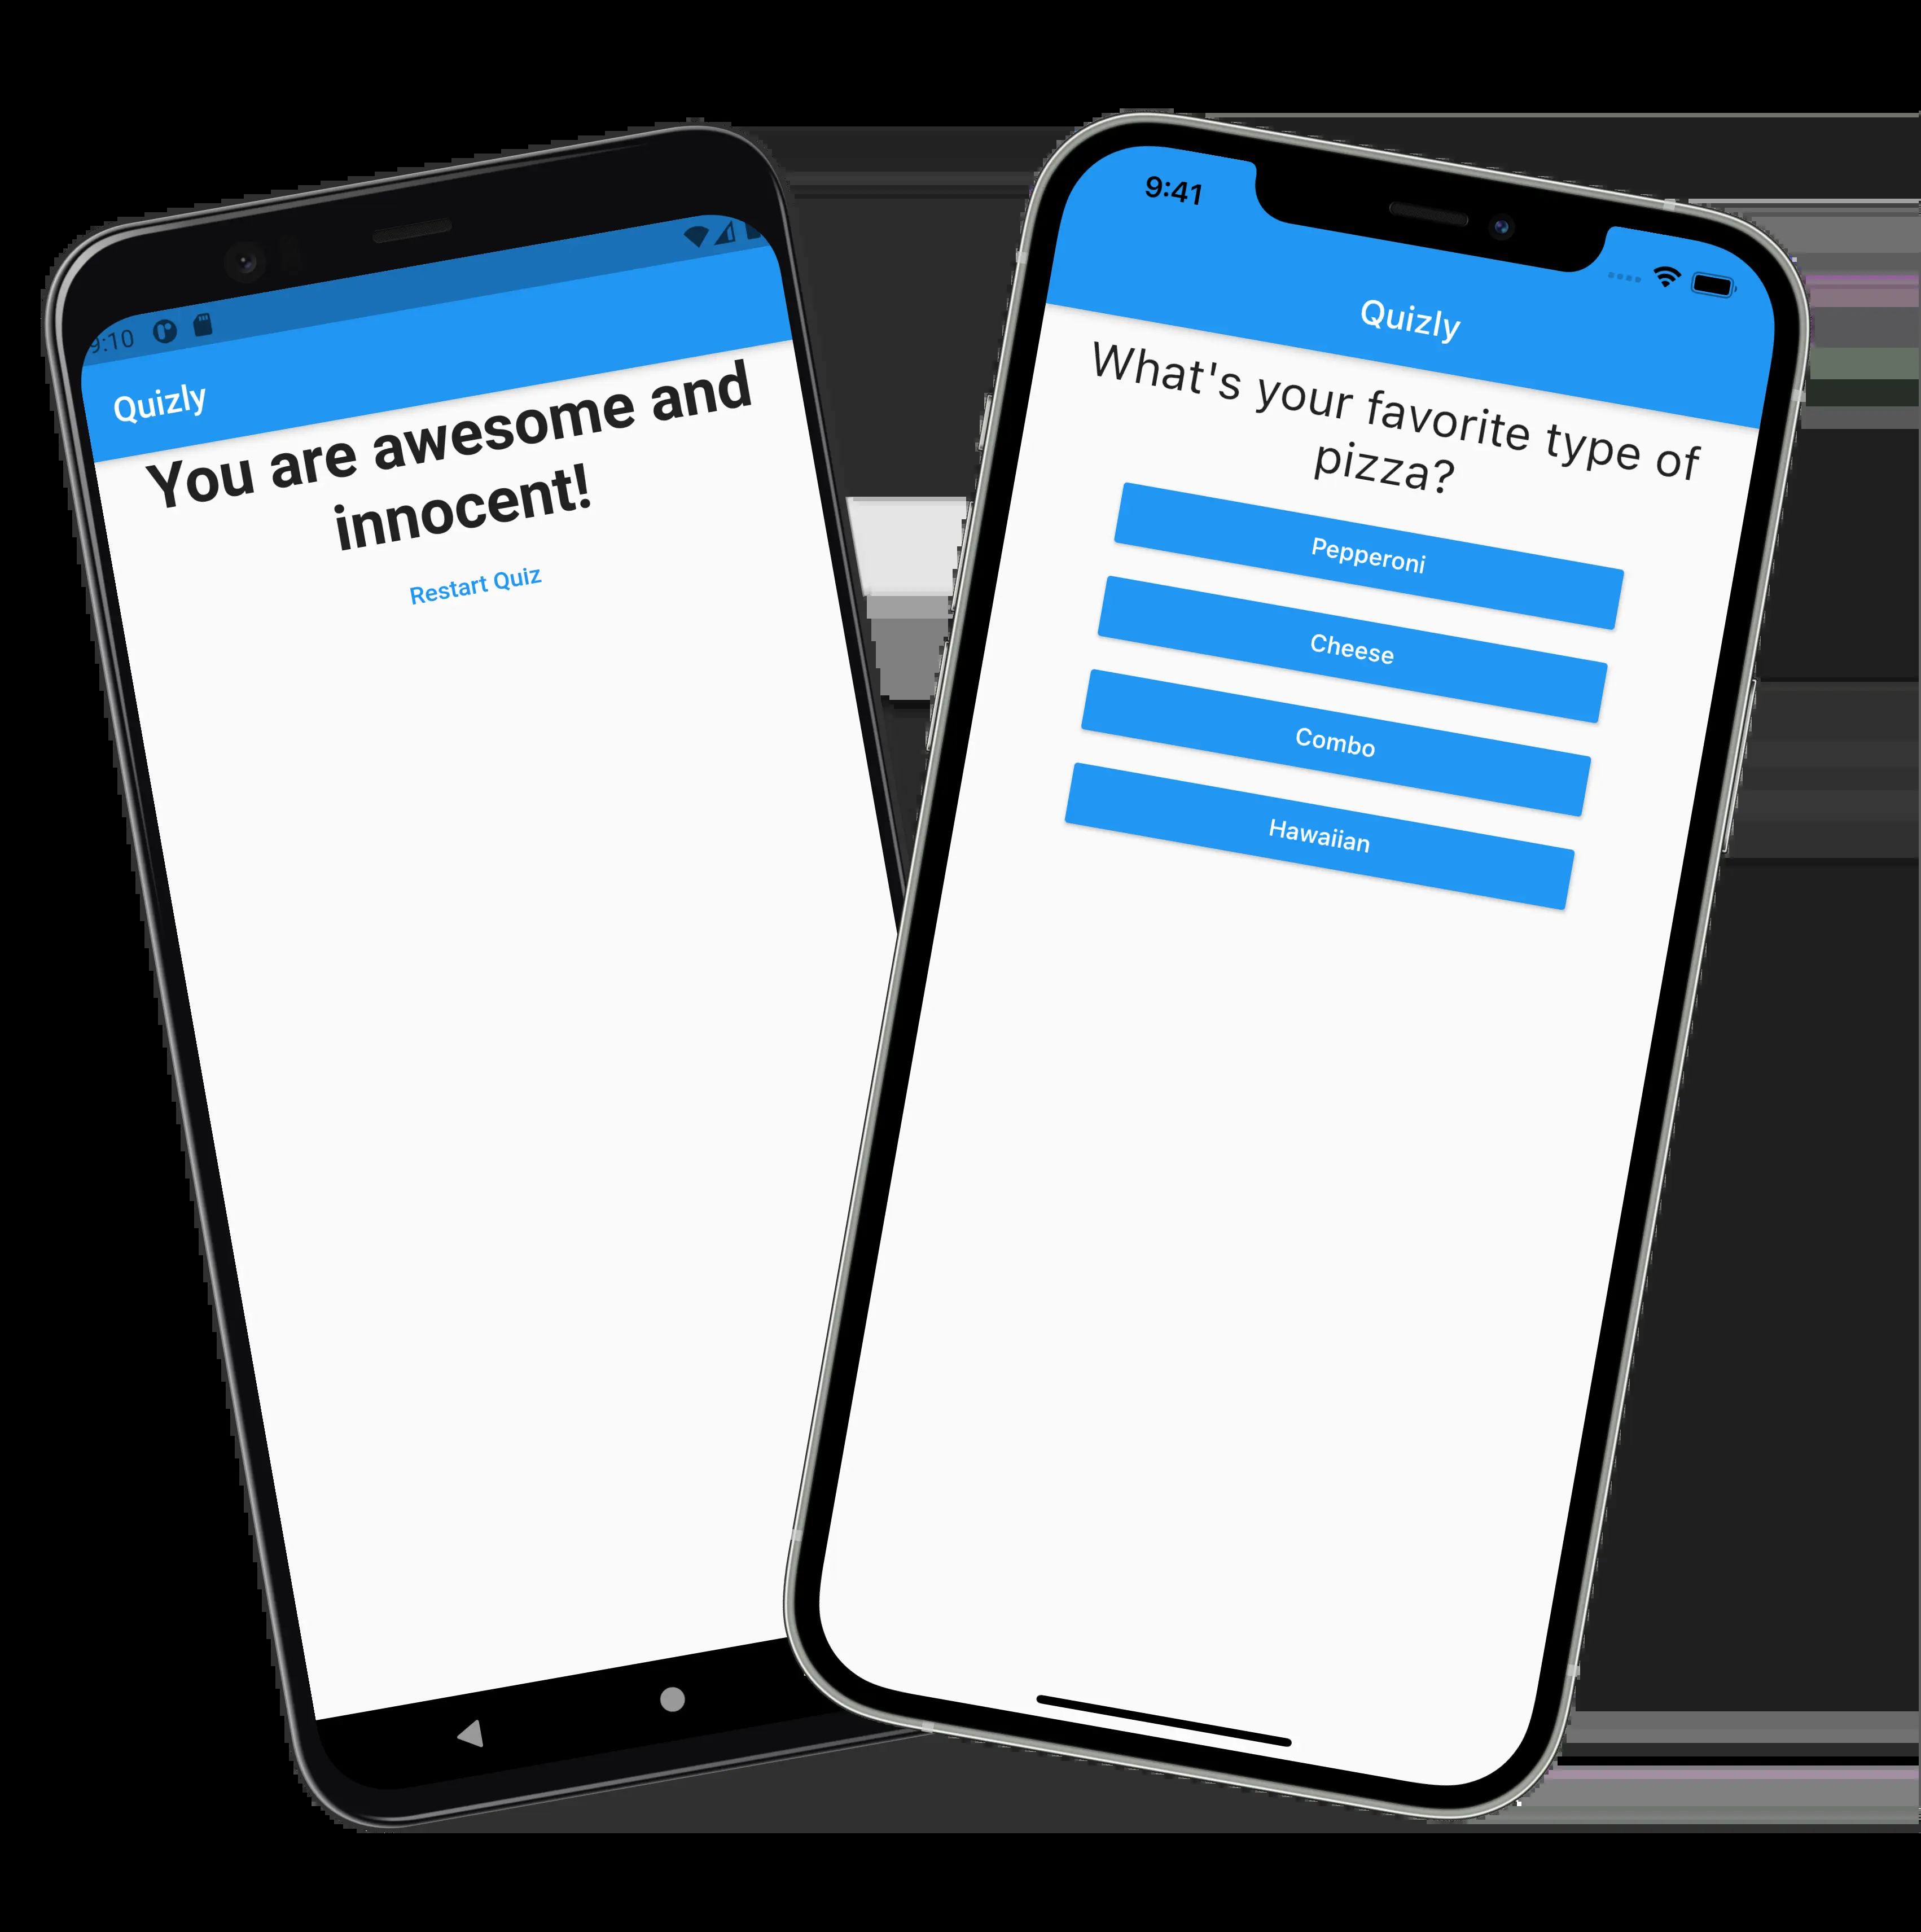 9:10
Quizly
You are awesome and
innocent!
Restart Quiz
9:41
Quizly
What's your favorite type of
pizza?
Pepperoni
Cheese
Combo
Hawaiian